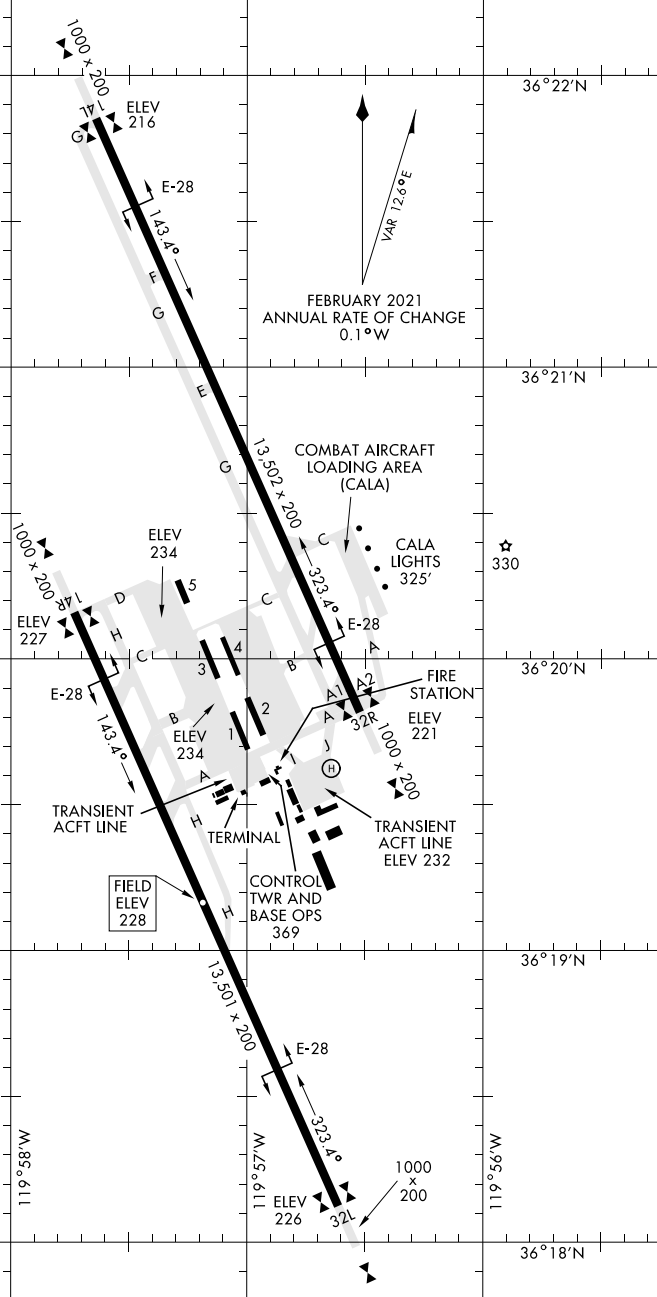 1000 x 200
36°22'N
14L
ELEV
216
G
E-28
143.4°
VAR 12.6°E
F
G
FEBRUARY 2021
ANNUAL RATE OF CHANGE
0.1°W
36°21'N
E
G
13,502 x 200
COMBAT AIRCRAFT
LOADING AREA
(CALA)
C
CALA
LIGHTS
325'
330
1000 x 200
ELEV
234
5
323.4°
14R
D
C
E-28
ELEV
227
H
C
3
4
B
A
36°20'N
E-28
FIRE
STATION
A1
A2
B
1
2
A
32R
ELEV
221
143.4°
ELEV
234
J
I
1000 x 200
A
H
TRANSIENT
ACFT LINE
H
TERMINAL
TRANSIENT
ACFT LINE
ELEV 232
FIELD
ELEV
228
CONTROL
TWR AND
BASE OPS
369
H
36°19'N
13,501 x 200
E-28
323.4°
119°58'W
119°57'W
119°56'W
1000
x
200
ELEV
226
32L
36°18'N